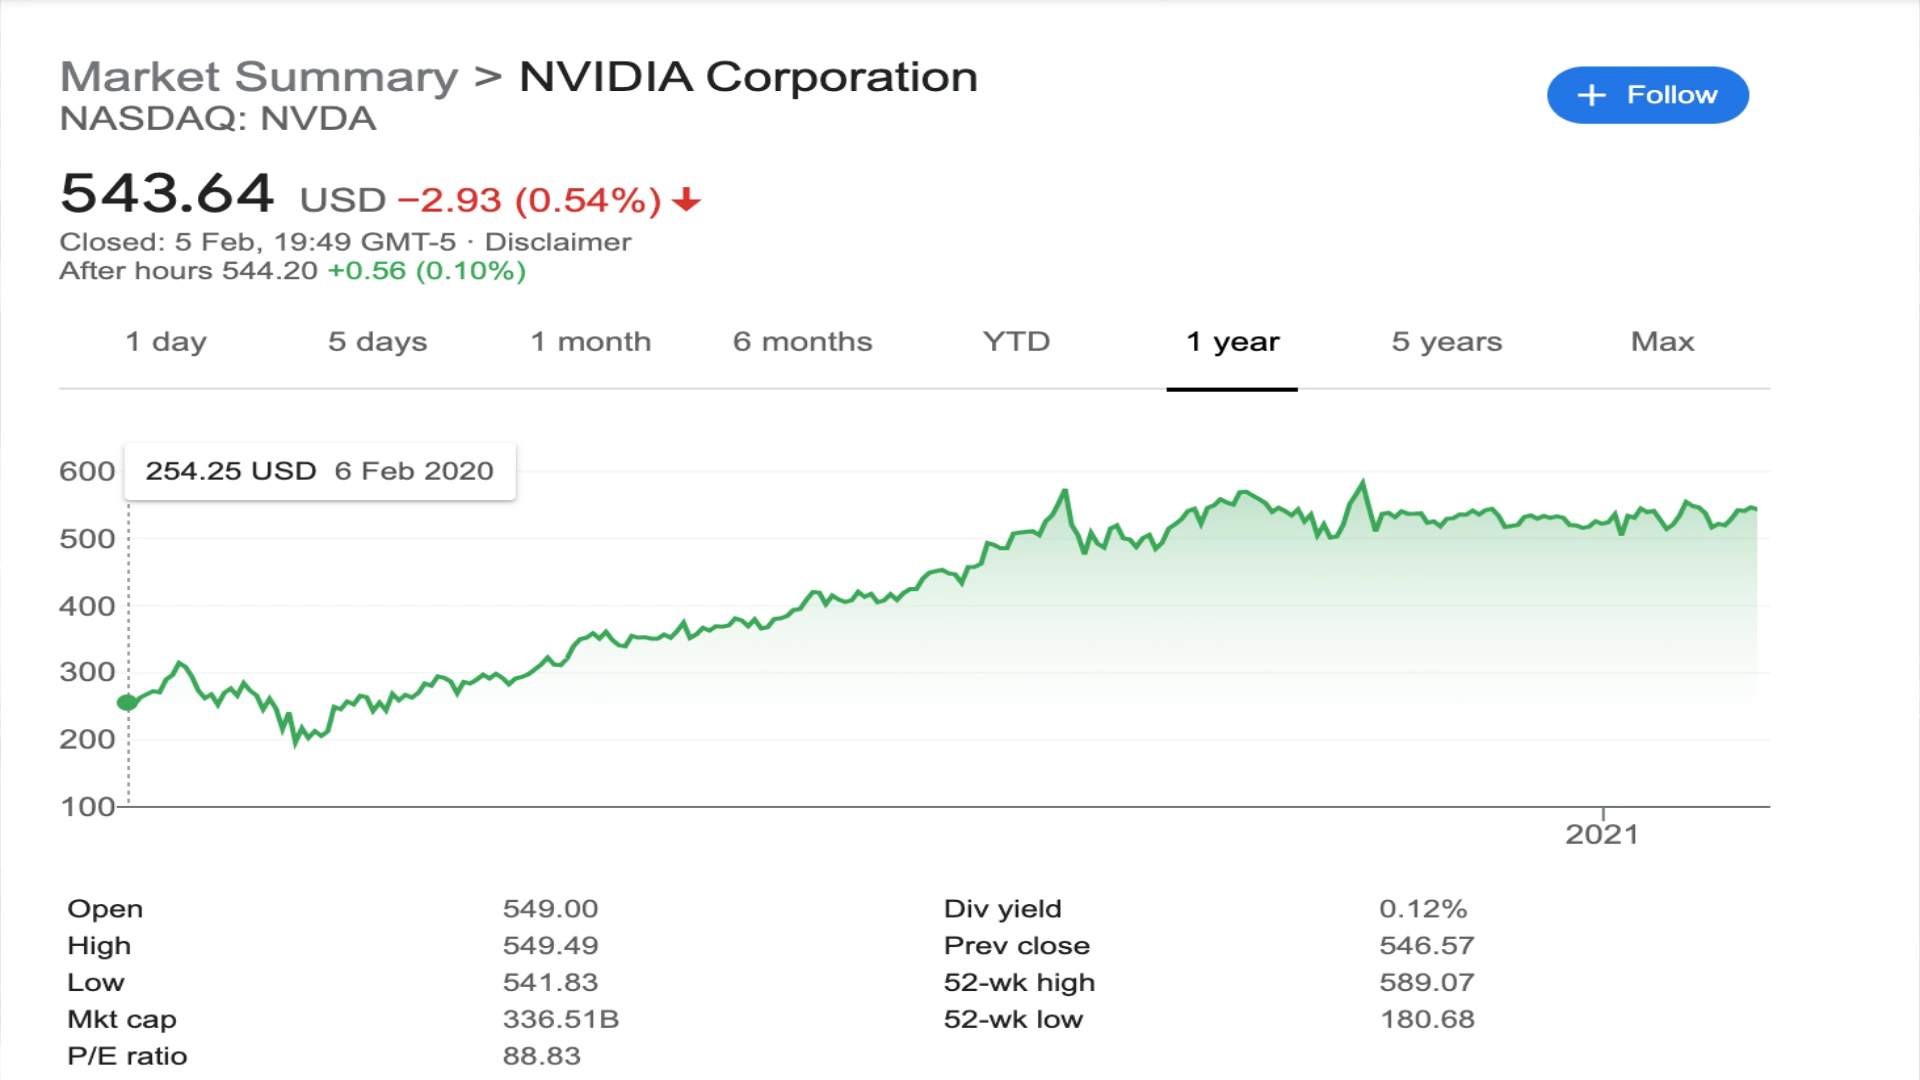 Market Summary > NVIDIA Corporation
NASDAQ: NVDA
+ Follow
543.64 USD −2.93 (0.54%)
Closed: 5 Feb, 19:49 GMT-5 · Disclaimer
After hours 544.20 +0.56 (0.10%)
1 day 5 days 1 month 6 months YTD 1 year 5 years Max
254.25 USD 6 Feb 2020
600
500
400
300
200
100
2021
Open 549.00 Div yield 0.12%
High 549.49 Prev close 546.57
Low 541.83 52-wk high 589.07
Mkt cap 336.51B 52-wk low 180.68
P/E ratio 88.83